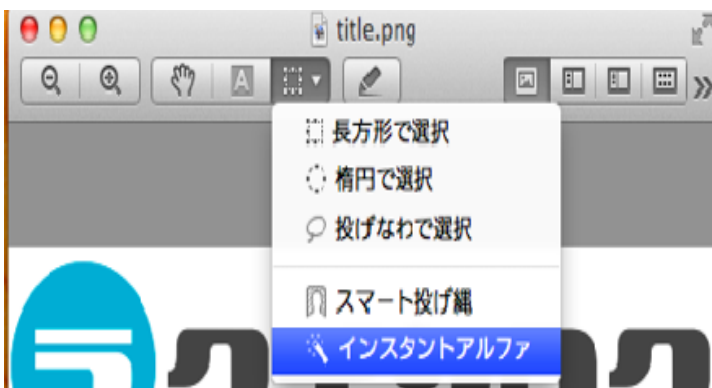 title.png
A
長方形で選択
楕円で選択
投げなわで選択
スマート投げ縄
インスタントアルファ